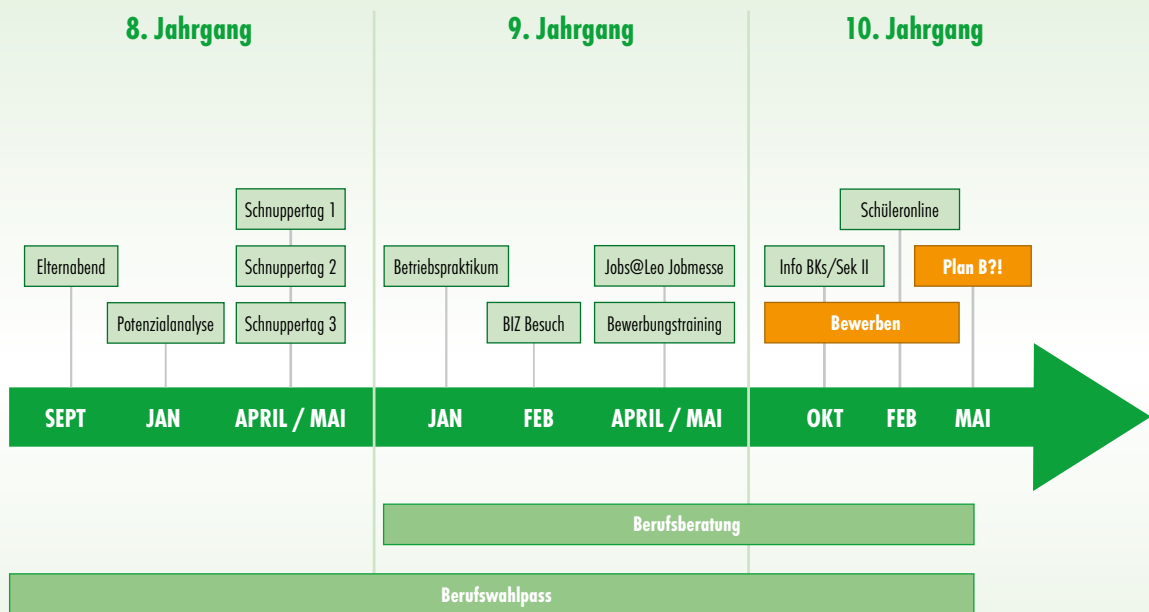 8. Jahrgang
9. Jahrgang
10. Jahrgang
Schnuppertag 1
Schüleronline
Elternabend
Schnuppertag 2
Betriebspraktikum
Jobs@Leo Jobmesse
Info BKs/Sek II
Plan B?!
Potenzialanalyse
Schnuppertag 3
BIZ Besuch
Bewerbungstraining
Bewerben
SEPT
JAN
APRIL / MAI
JAN
FEB
APRIL / MAI
OKT
FEB
MAI
Berufsberatung
Berufswahlpass